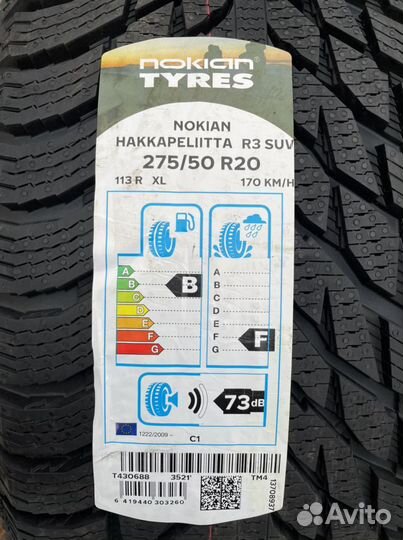 nokian
TYRES
NOKIAN
HAKKAPELIITTA R3 SUV
275/50 R20
113 R XL 170 KM/H
A
B
C
D
E
F
G
B
A
B
C
D
E
F
G
F
73dB
1222/2009 - C1
T430688 3521' TM4
6 419440 303260
13708937
Avito